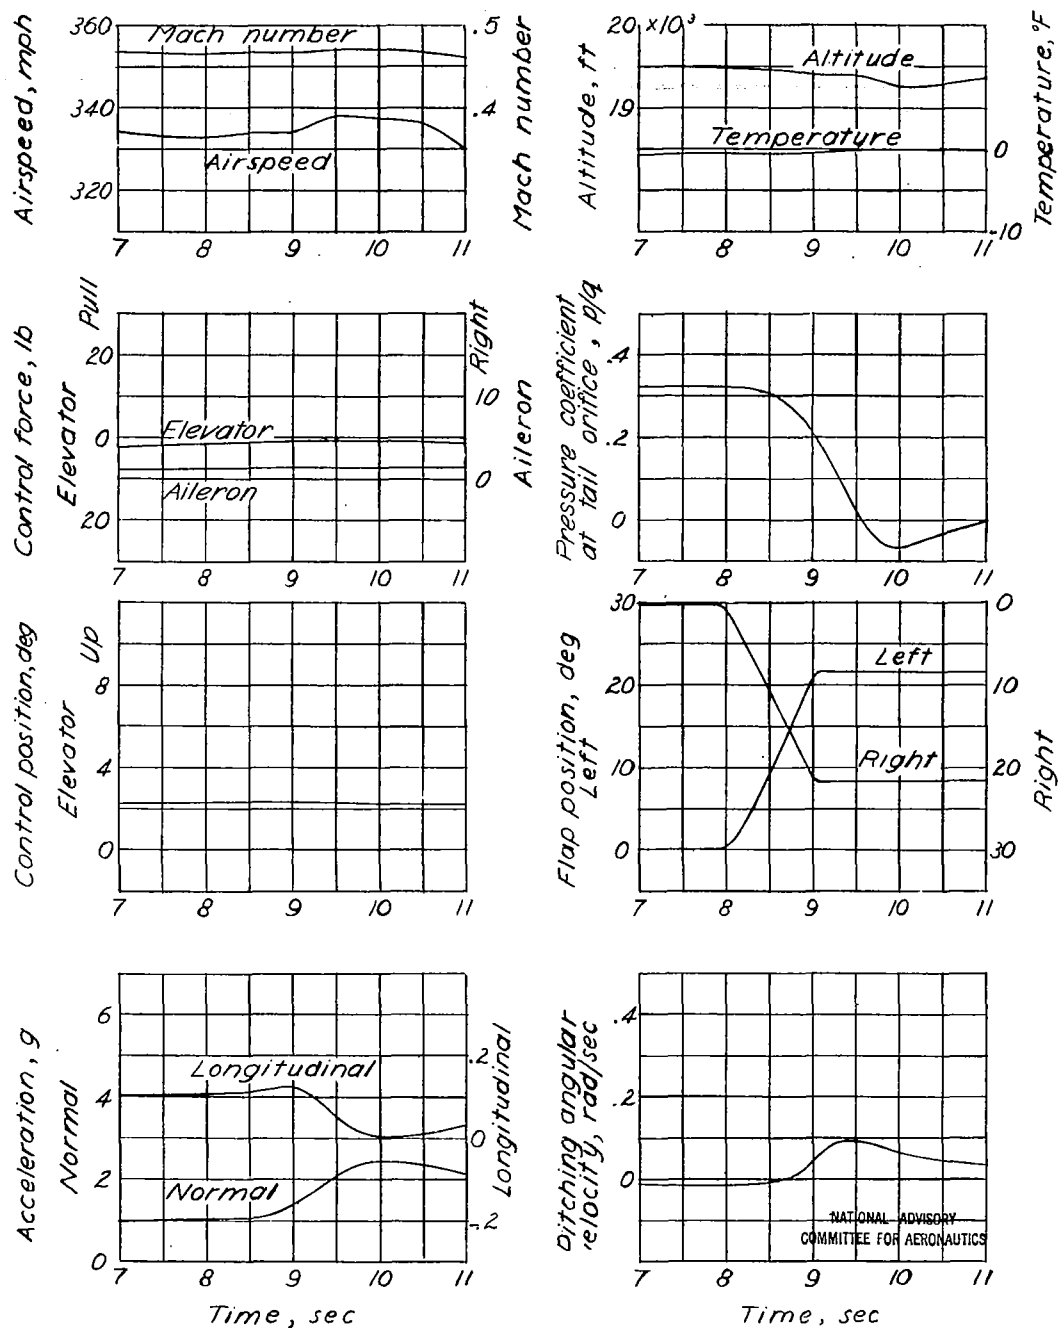 Airspeed, mph
360
340
320
Mach number
Airspeed
.5
.4
Mach number
7 8 9 10 11
Altitude, ft
20 ×10³
19
Altitude
Temperature
0
-10
Temperature, °F
7 8 9 10 11
Control force, lb
Elevator
Pull
20
0
20
Elevator
Aileron
Right
10
0
Aileron
7 8 9 10 11
Pressure coefficient
at tail orifice, p/q
.4
.2
0
7 8 9 10 11
Control position, deg
Elevator
Up
8
4
0
7 8 9 10 11
Flap position, deg
Left
30
20
10
0
Left
Right
0
10
20
30
Right
7 8 9 10 11
Acceleration, g
Normal
6
4
2
0
Longitudinal
Normal
.2
0
-.2
Longitudinal
7 8 9 10 11
Time, sec
Pitching angular
velocity, rad/sec
.4
.2
0
NATIONAL ADVISORY
COMMITTEE FOR AERONAUTICS
7 8 9 10 11
Time, sec